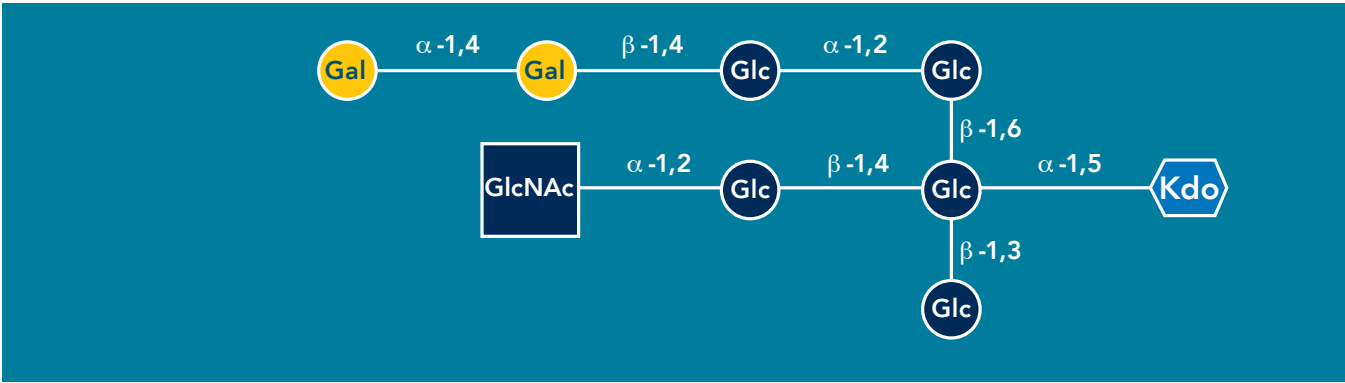 α-1,4 β-1,4 α-1,2
Gal Gal Glc Glc
β-1,6
α-1,2 β-1,4 α-1,5
GlcNAc Glc Glc Kdo
β-1,3
Glc